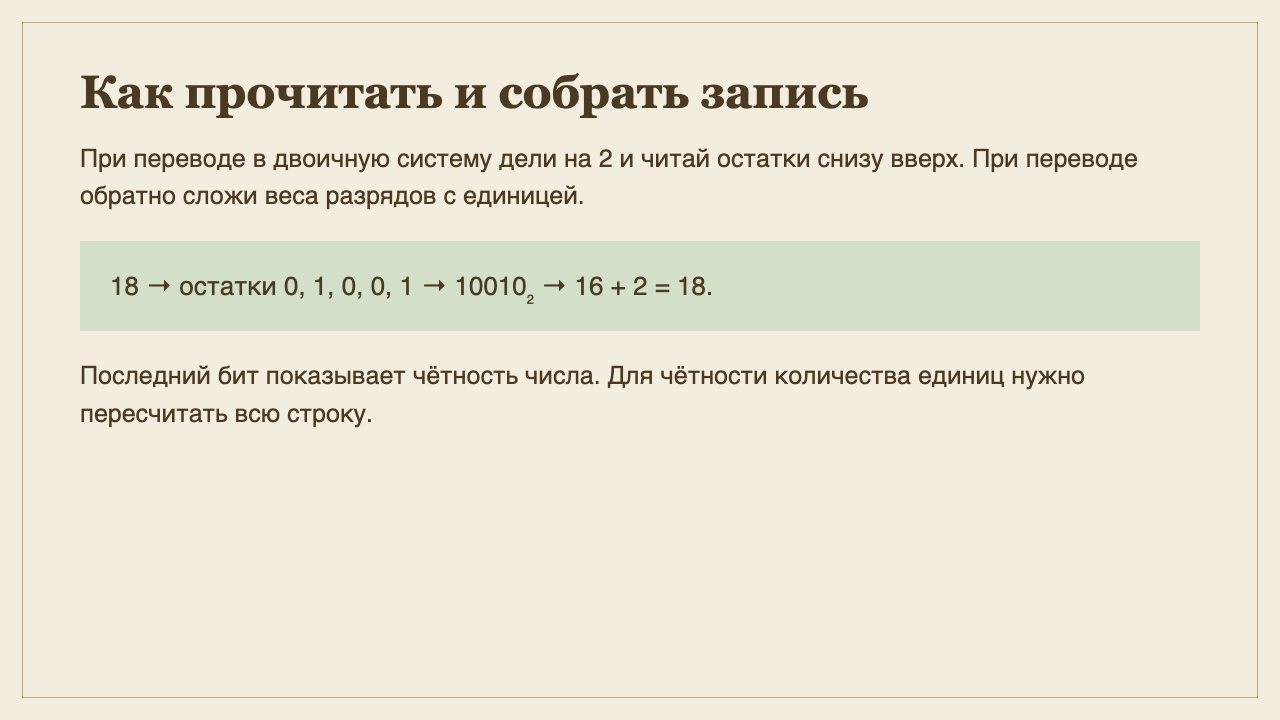 Как прочитать и собрать запись
При переводе в двоичную систему дели на 2 и читай остатки снизу вверх. При переводе
обратно сложи веса разрядов с единицей.
18 → остатки 0, 1, 0, 0, 1 → 10010₂ → 16 + 2 = 18.
Последний бит показывает чётность числа. Для чётности количества единиц нужно
пересчитать всю строку.